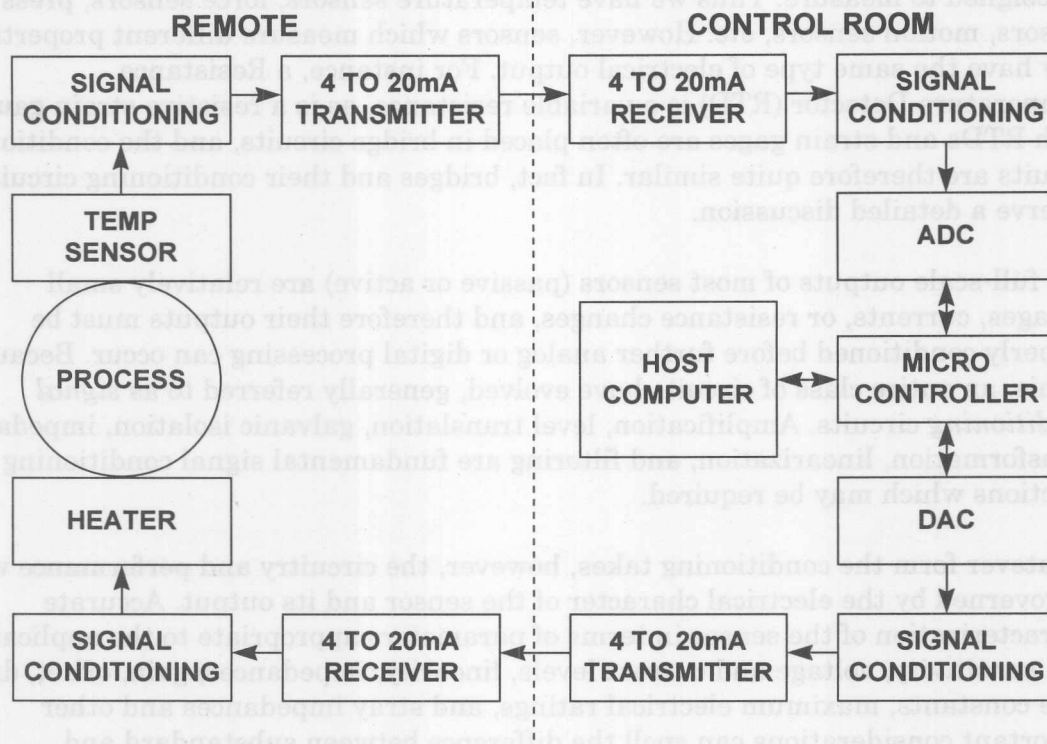 REMOTE
CONTROL ROOM
SIGNAL
CONDITIONING
4 TO 20mA
TRANSMITTER
4 TO 20mA
RECEIVER
SIGNAL
CONDITIONING
TEMP
SENSOR
ADC
PROCESS
HOST
COMPUTER
MICRO
CONTROLLER
HEATER
DAC
SIGNAL
CONDITIONING
4 TO 20mA
RECEIVER
4 TO 20mA
TRANSMITTER
SIGNAL
CONDITIONING